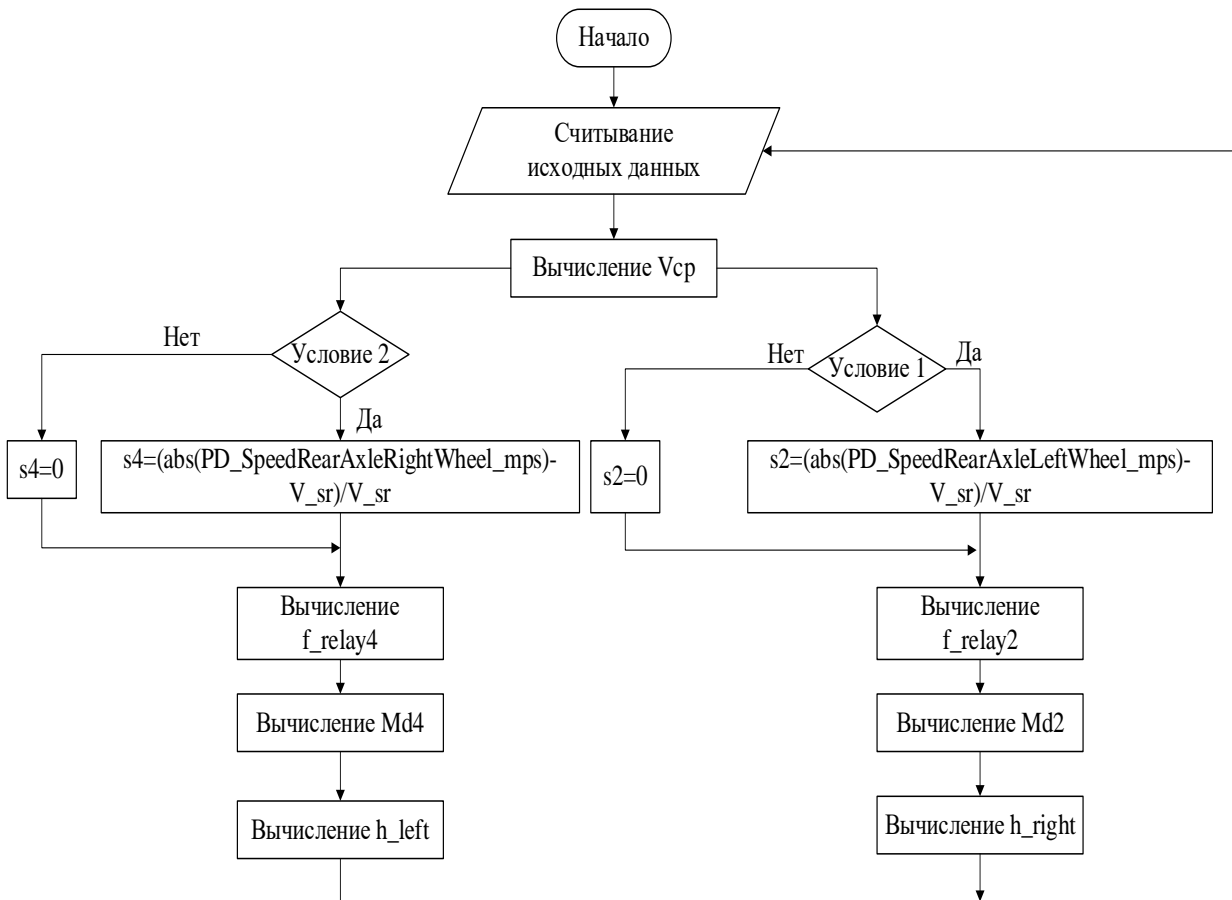 Начало
Считывание
исходных данных
Вычисление Vср
Нет
Условие 2
Да
Нет
Условие 1
Да
s4=0
s4=(abs(PD_SpeedRearAxleRightWheel_mps)-
V_sr)/V_sr
s2=0
s2=(abs(PD_SpeedRearAxleLeftWheel_mps)-
V_sr)/V_sr
Вычисление
f_relay4
Вычисление
f_relay2
Вычисление Md4
Вычисление Md2
Вычисление h_left
Вычисление h_right